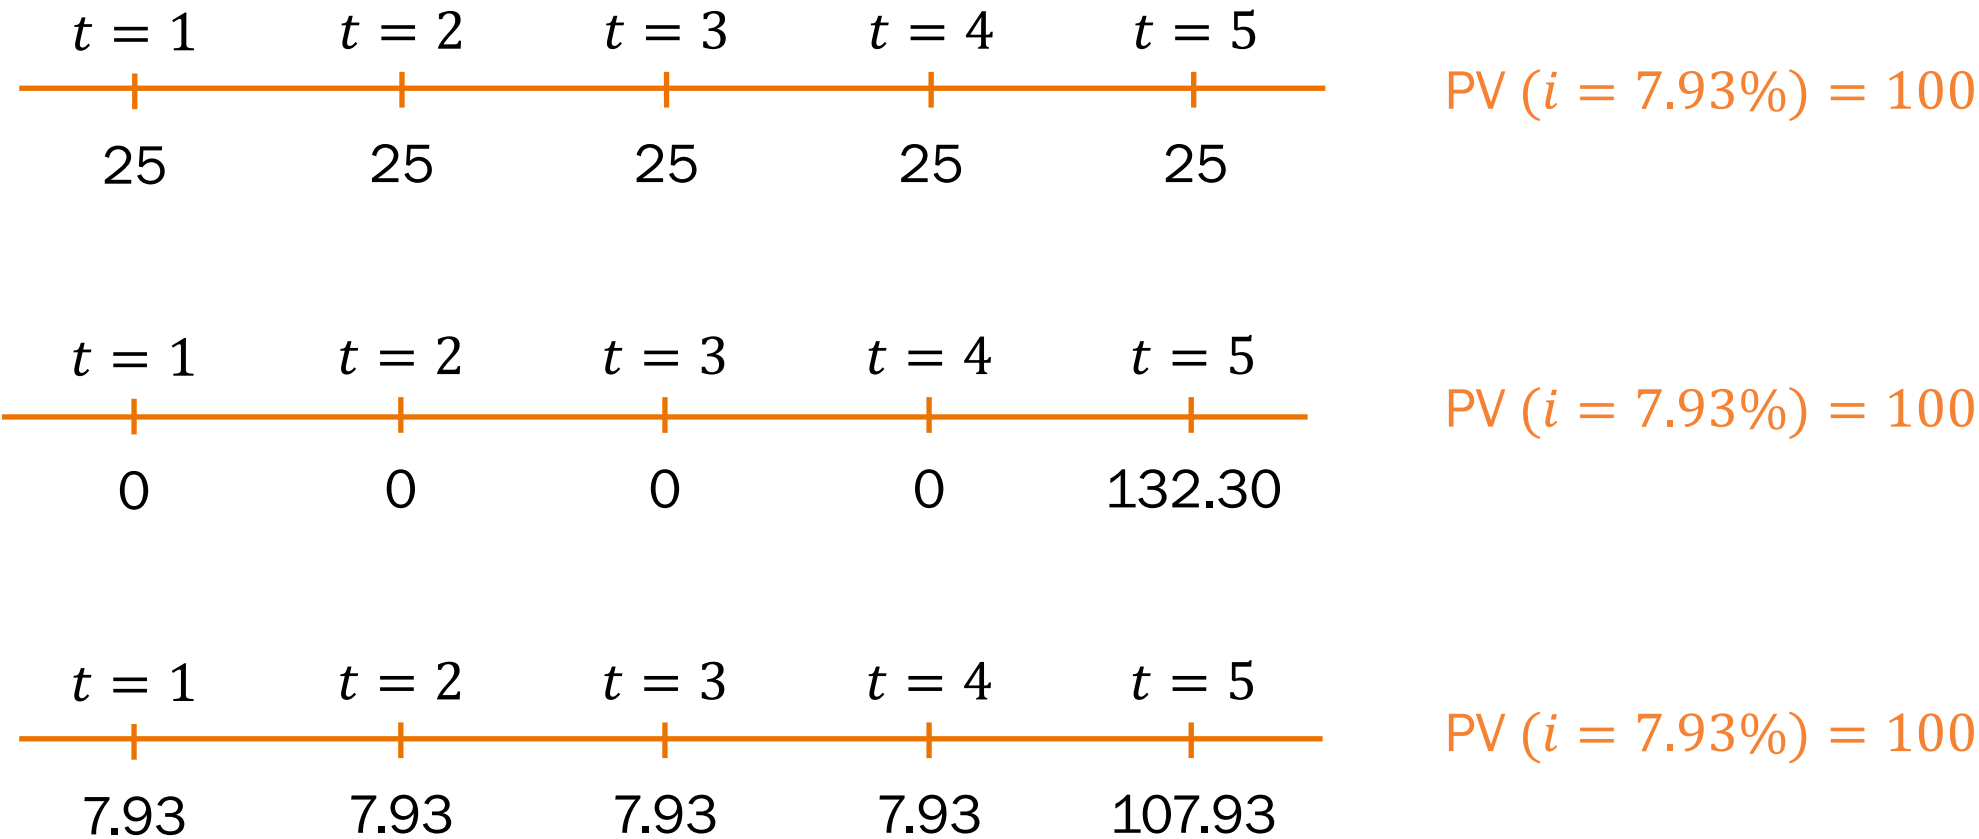 t = 1 t = 2 t = 3 t = 4 t = 5
PV (i = 7.93%) = 100
25 25 25 25 25
t = 1 t = 2 t = 3 t = 4 t = 5
PV (i = 7.93%) = 100
0 0 0 0 132.30
t = 1 t = 2 t = 3 t = 4 t = 5
PV (i = 7.93%) = 100
7.93 7.93 7.93 7.93 107.93